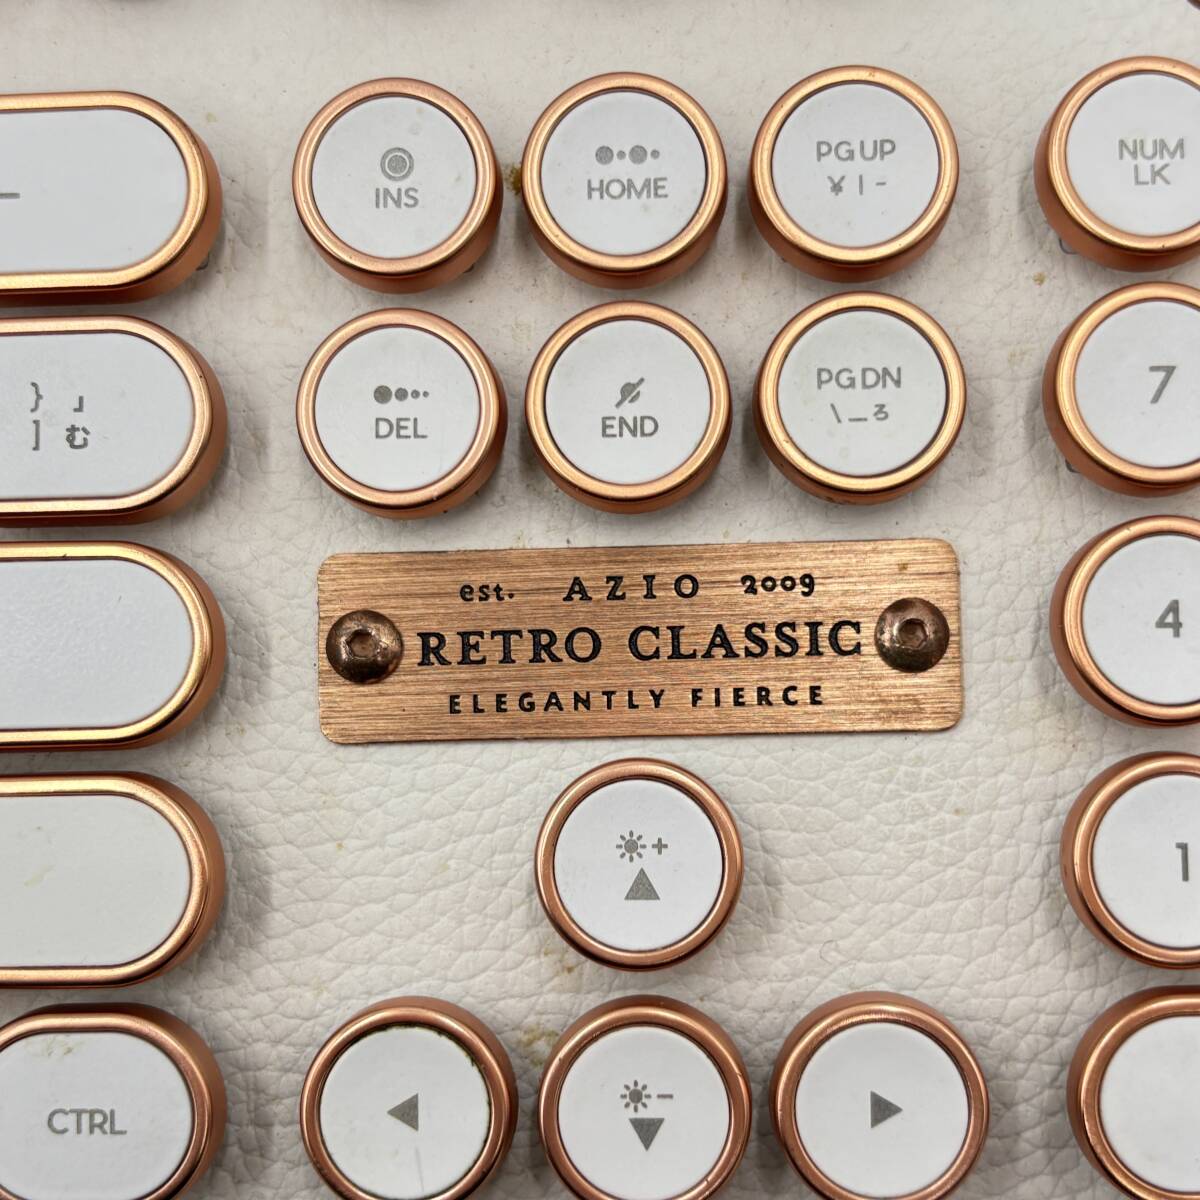 INS
HOME
PG UP
¥ | -
NUM
LK
} 」
] む
DEL
END
PG DN
\ _ ろ
7
est. AZIO 2009
RETRO CLASSIC
ELEGANTLY FIERCE
4
+
1
CTRL
-